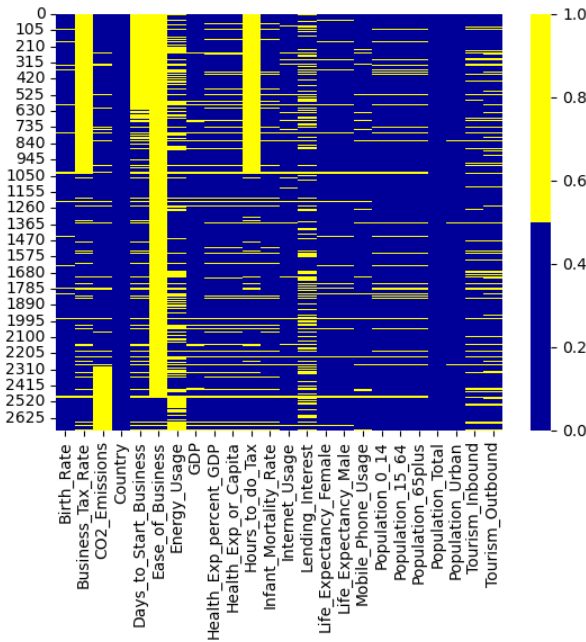 0
105
210
315
420
525
630
735
840
945
1050
1155
1260
1365
1470
1575
1680
1785
1890
1995
2100
2205
2310
2415
2520
2625
1.0
0.8
0.6
0.4
0.2
0.0
Birth_Rate
Business_Tax_Rate
CO2_Emissions
Country
Days_to_Start_Business
Ease_of_Business
Energy_Usage
GDP
Health_Exp_percent_GDP
Health_Exp_or_Capita
Hours_to_do_Tax
Infant_Mortality_Rate
Internet_Usage
Lending_Interest
Life_Expectancy_Female
Life_Expectancy_Male
Mobile_Phone_Usage
Population_0_14
Population_15_64
Population_65plus
Population_Total
Population_Urban
Tourism_Inbound
Tourism_Outbound